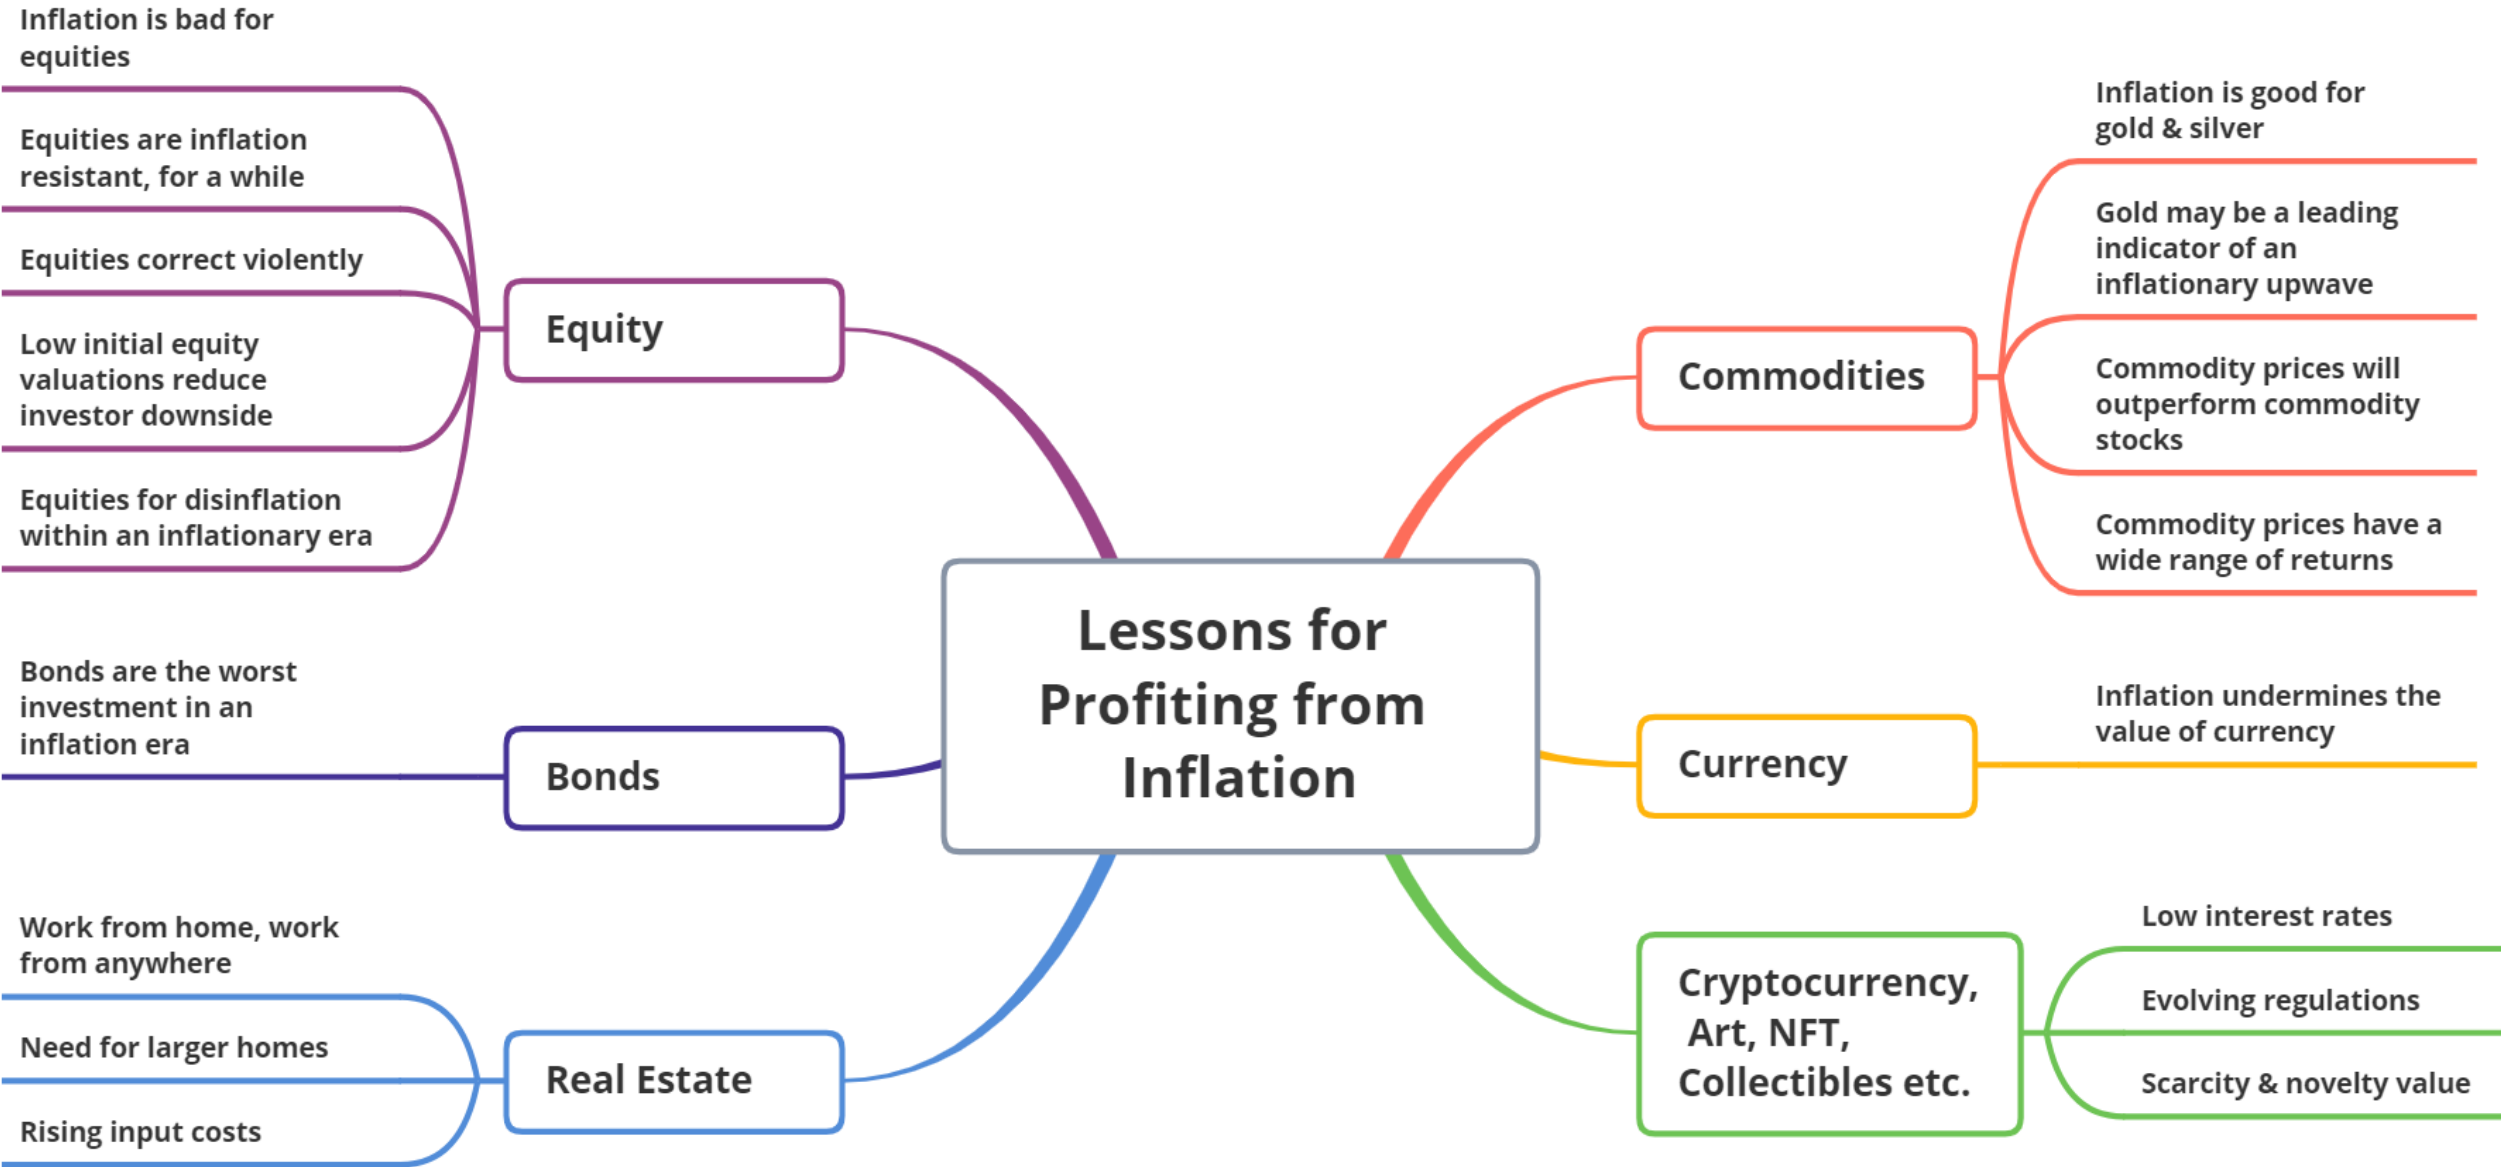 Lessons for
Profiting from
Inflation
Equity
Inflation is bad for
equities
Equities are inflation
resistant, for a while
Equities correct violently
Low initial equity
valuations reduce
investor downside
Equities for disinflation
within an inflationary era
Bonds
Bonds are the worst
investment in an
inflation era
Real Estate
Work from home, work
from anywhere
Need for larger homes
Rising input costs
Commodities
Inflation is good for
gold & silver
Gold may be a leading
indicator of an
inflationary upwave
Commodity prices will
outperform commodity
stocks
Commodity prices have a
wide range of returns
Currency
Inflation undermines the
value of currency
Cryptocurrency,
Art, NFT,
Collectibles etc.
Low interest rates
Evolving regulations
Scarcity & novelty value